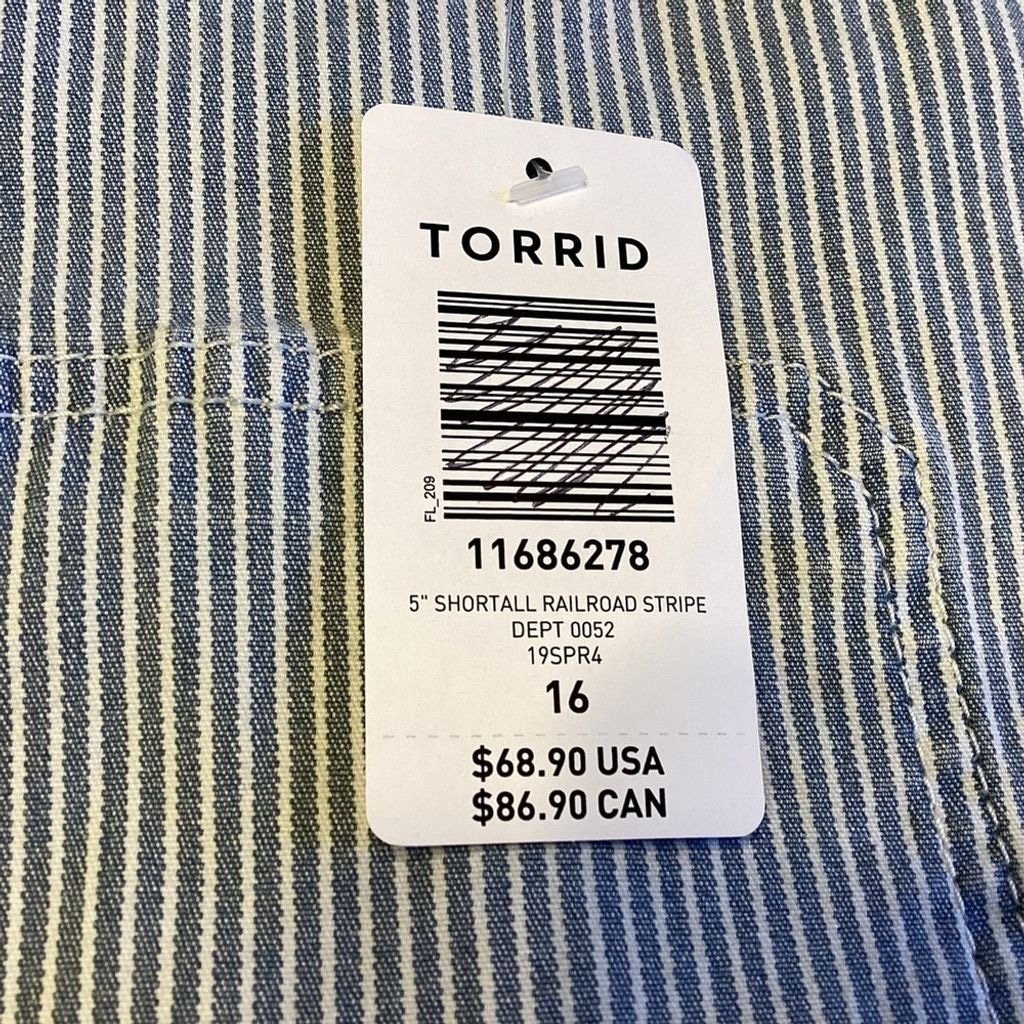 TORRID
FL_209
11686278
5" SHORTALL RAILROAD STRIPE
DEPT 0052
19SPR4
16
$68.90 USA
$86.90 CAN